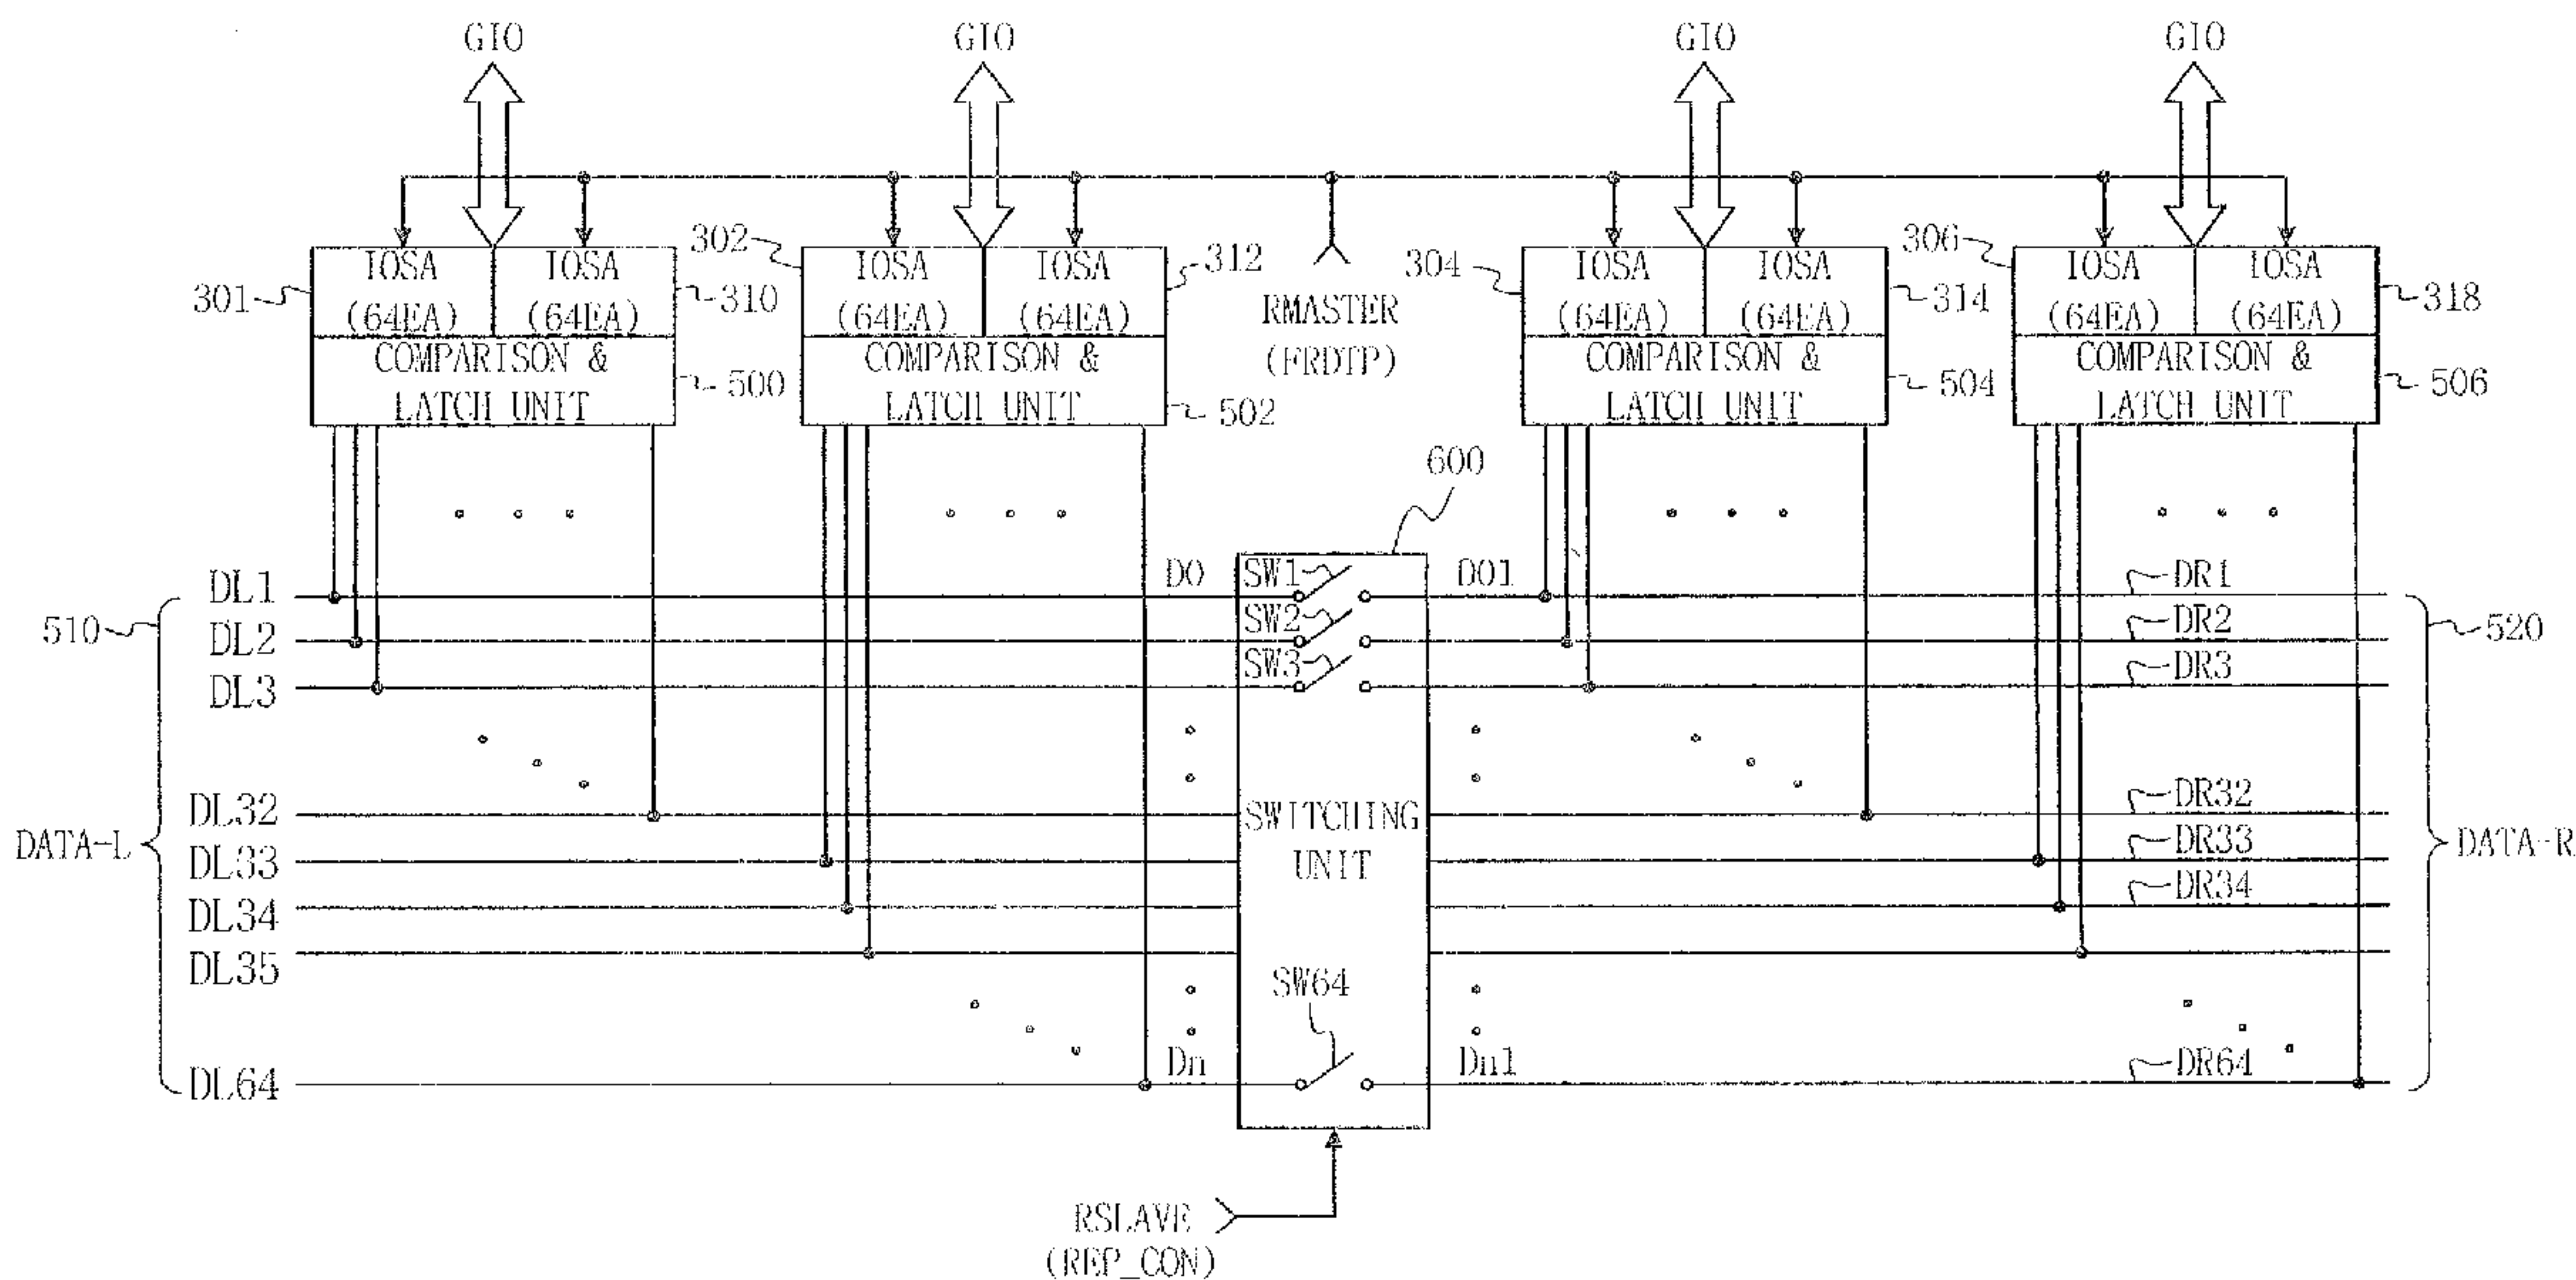 GIO GIO GIO GIO
301 IOSA (64EA) IOSA (64EA) 310
COMPARISON & LATCH UNIT 500
302 IOSA (64EA) IOSA (64EA) 312
COMPARISON & LATCH UNIT 502
RMASTER
(FRDTP)
304 IOSA (64EA) IOSA (64EA) 314
COMPARISON & LATCH UNIT 504
306 IOSA (64EA) IOSA (64EA) 318
COMPARISON & LATCH UNIT 506
600
510
DATA-L
DL1
DL2
DL3
DL32
DL33
DL34
DL35
DL64
D0
Dn
SW1
SW2
SW3
SWITCHING
UNIT
SW64
D01
Dn1
DR1
DR2
DR3
DR32
DR33
DR34
DR64
520
DATA-R
RSLAVE
(REP_CON)